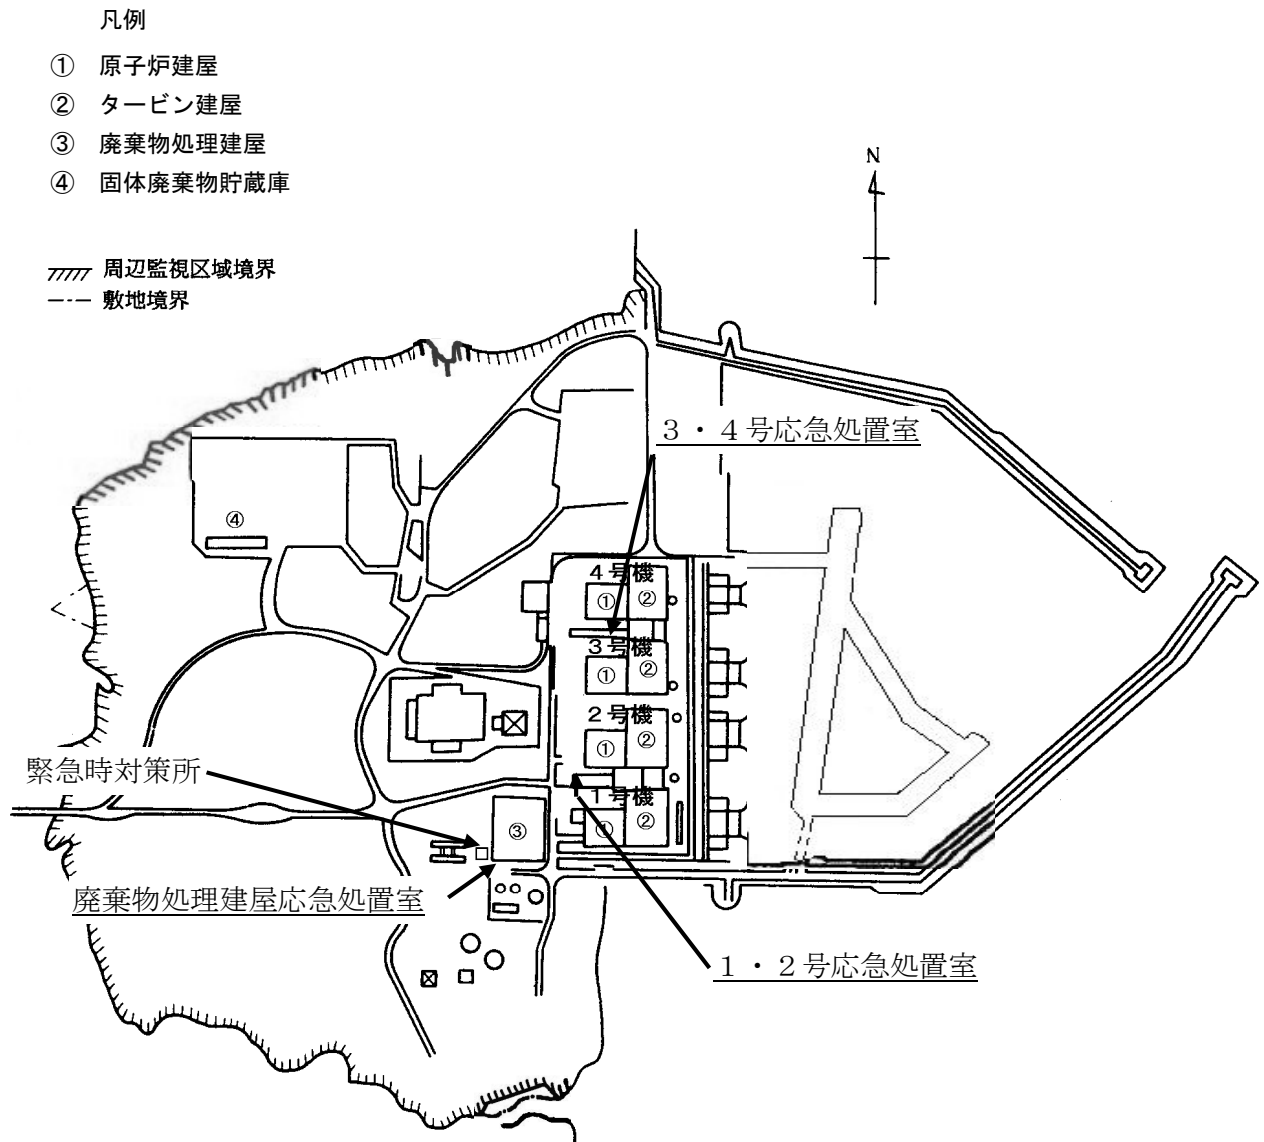 凡例
① 原子炉建屋
② タービン建屋
③ 廃棄物処理建屋
④ 固体廃棄物貯蔵庫
周辺監視区域境界
敷地境界
N
3・4号応急処置室
④
4号機
① ②
3号機
① ②
2号機
① ②
緊急時対策所
1号機
③
① ②
廃棄物処理建屋応急処置室
1・2号応急処置室